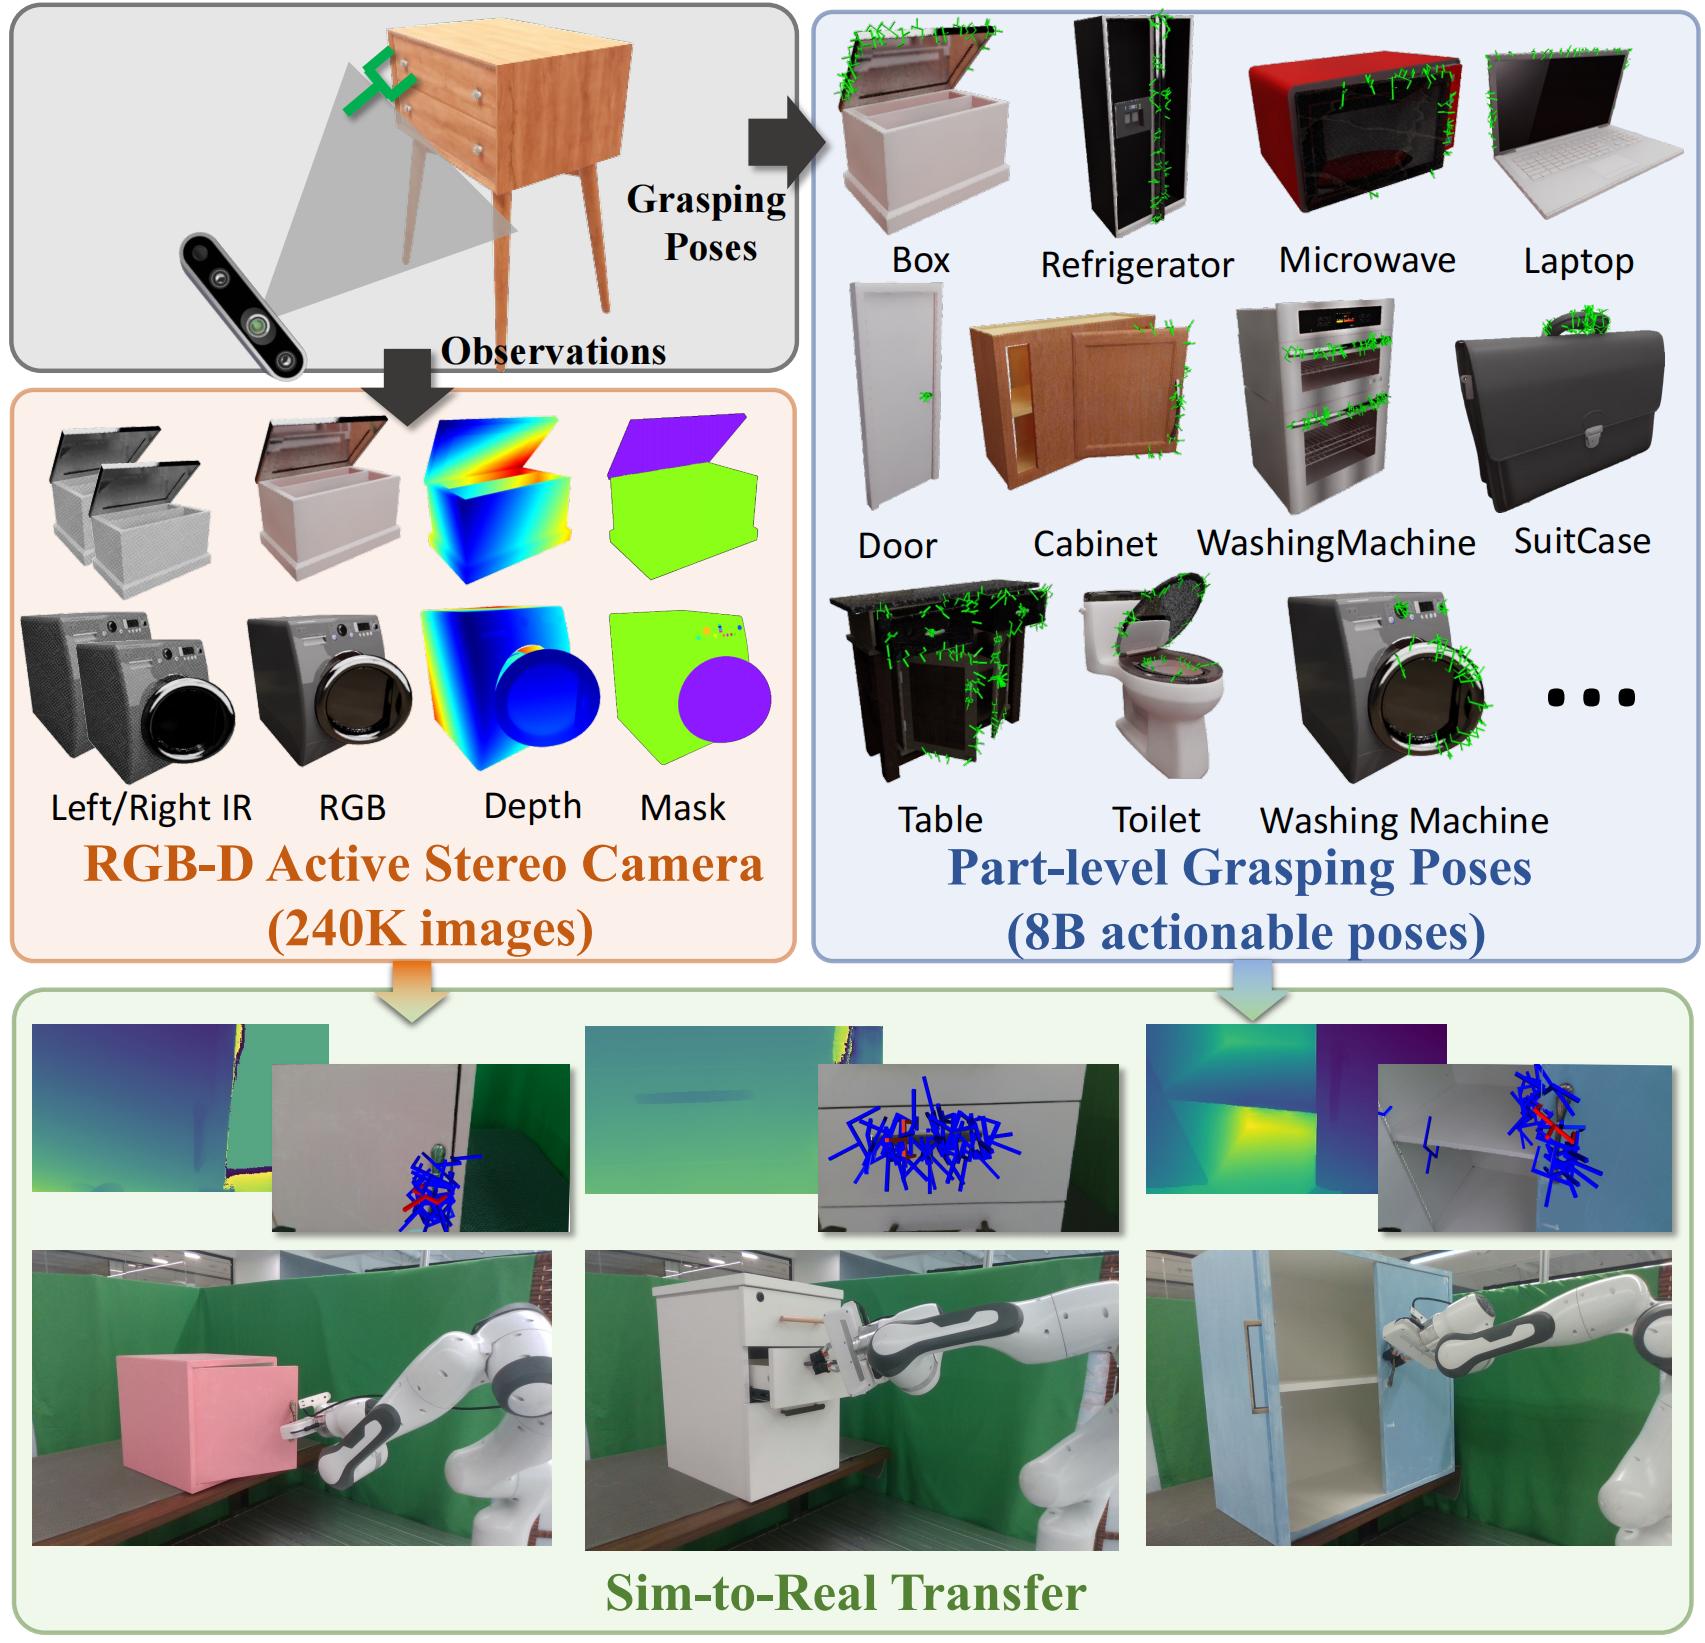 Grasping
Poses
Observations
Box
Refrigerator
Microwave
Laptop
Door
Cabinet
WashingMachine
SuitCase
Table
Toilet
Washing Machine
Part-level Grasping Poses
(8B actionable poses)
Left/Right IR
RGB
Depth
Mask
RGB-D Active Stereo Camera
(240K images)
Sim-to-Real Transfer